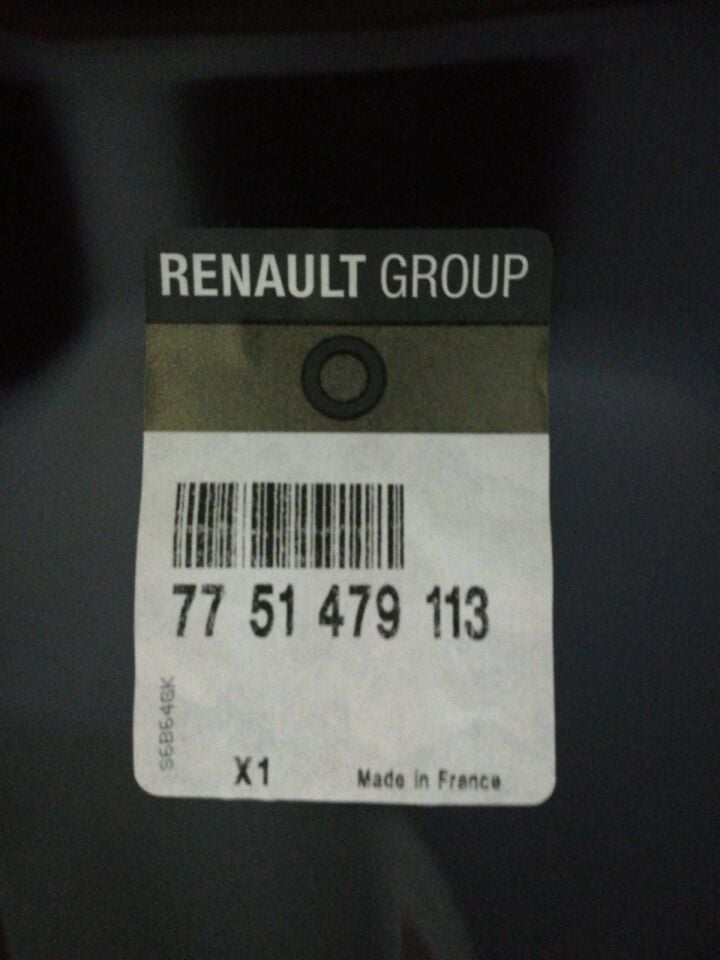 RENAULT GROUP
77 51 479 113
S6B64GK
X1
Made in France